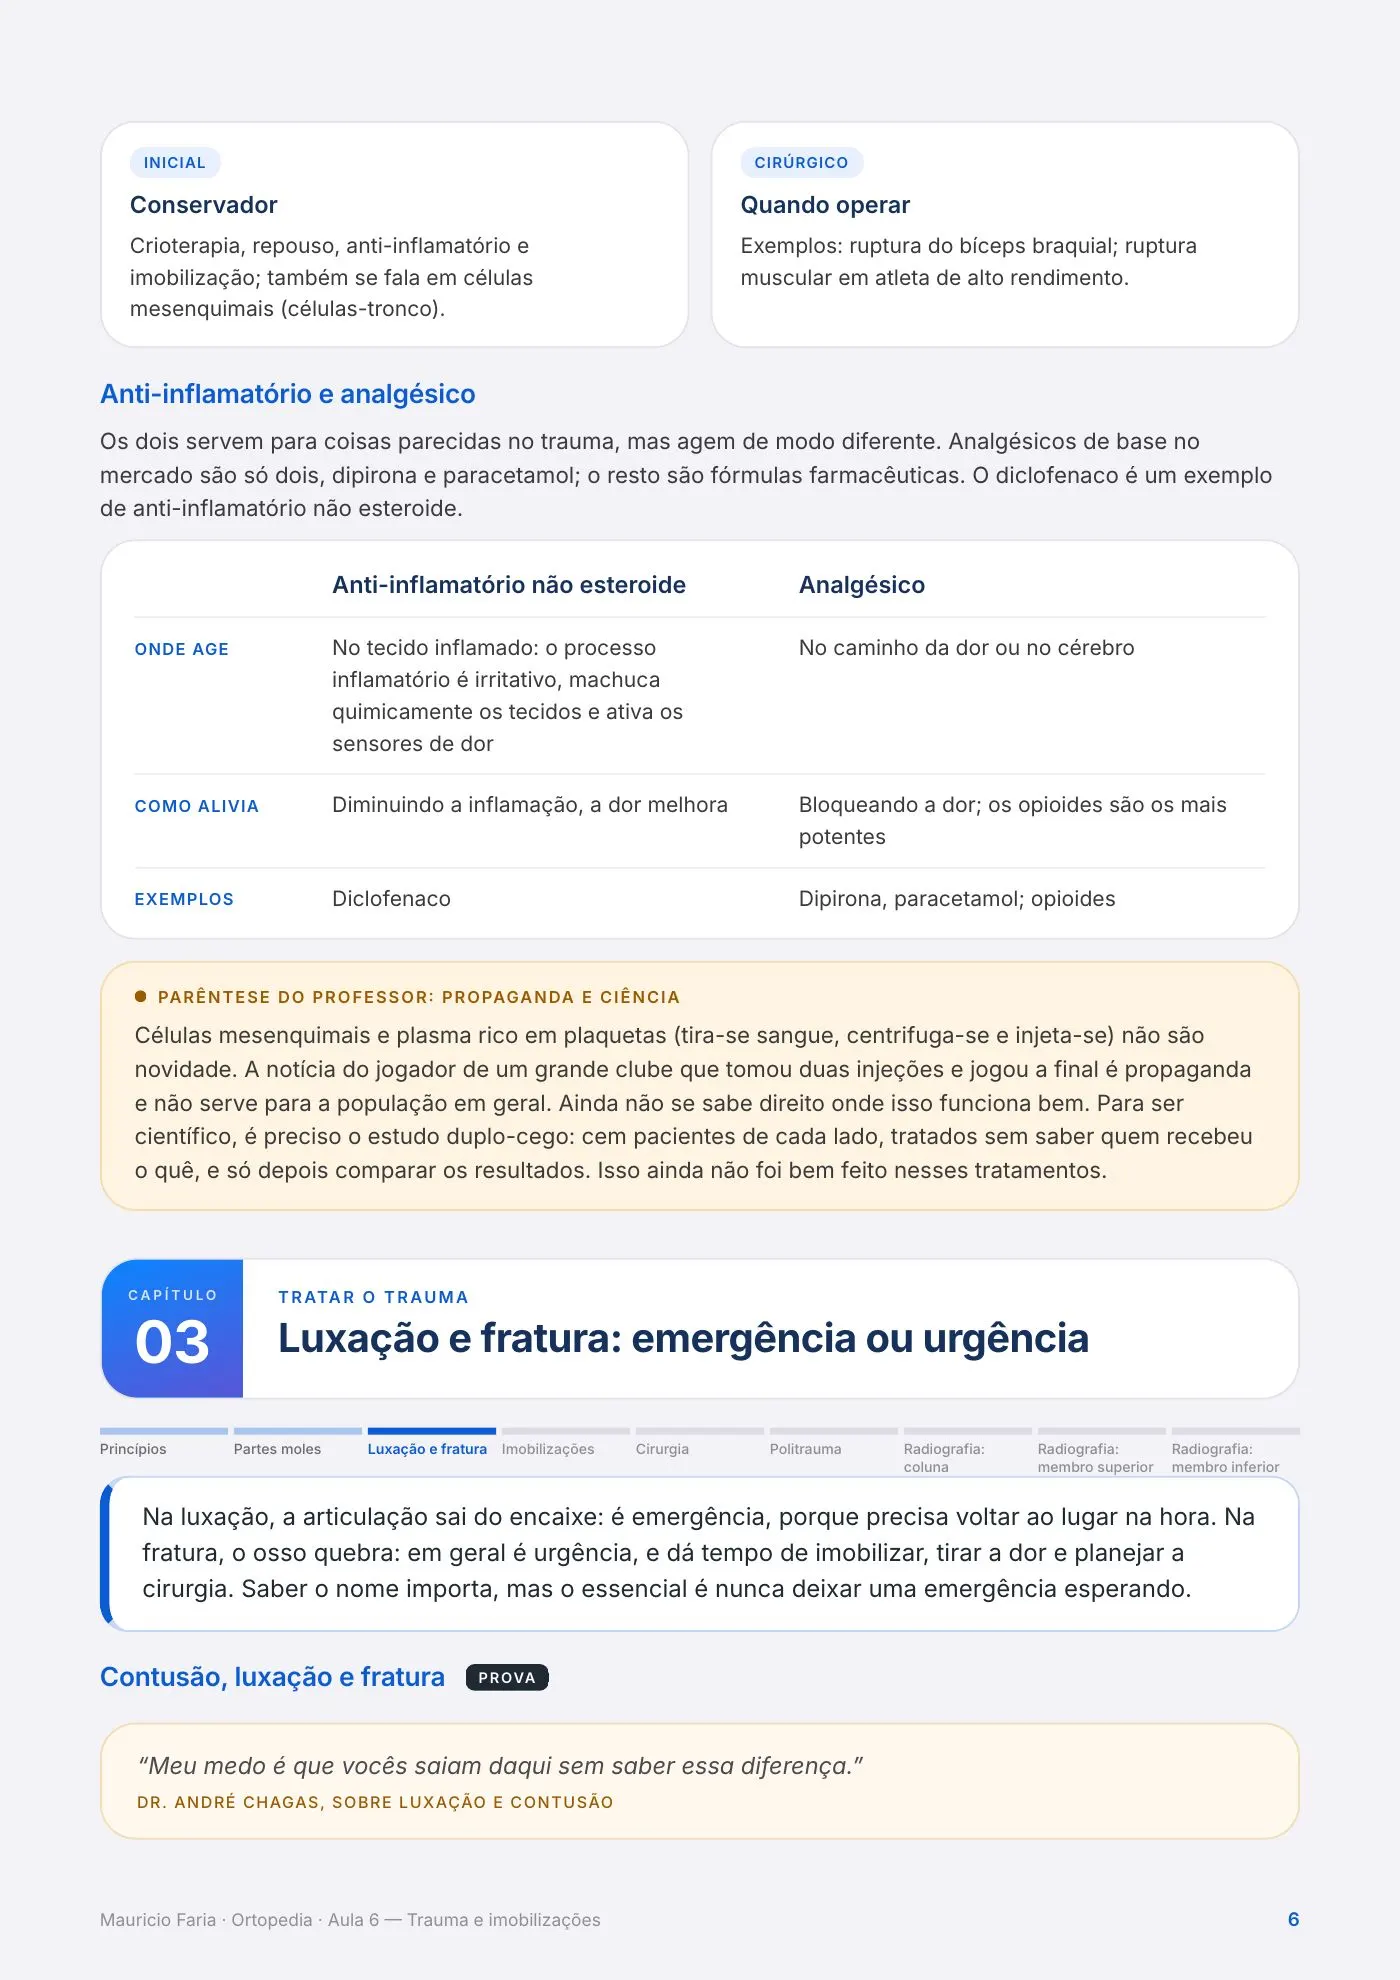 INICIAL
Conservador
Crioterapia, repouso, anti-inflamatório e
imobilização; também se fala em células
mesenquimais (células-tronco).
CIRÚRGICO
Quando operar
Exemplos: ruptura do bíceps braquial; ruptura
muscular em atleta de alto rendimento.
Anti-inflamatório e analgésico
Os dois servem para coisas parecidas no trauma, mas agem de modo diferente. Analgésicos de base no
mercado são só dois, dipirona e paracetamol; o resto são fórmulas farmacêuticas. O diclofenaco é um exemplo
de anti-inflamatório não esteroide.
Anti-inflamatório não esteroide
Analgésico
ONDE AGE
No tecido inflamado: o processo
inflamatório é irritativo, machuca
quimicamente os tecidos e ativa os
sensores de dor
No caminho da dor ou no cérebro
COMO ALIVIA
Diminuindo a inflamação, a dor melhora
Bloqueando a dor; os opioides são os mais
potentes
EXEMPLOS
Diclofenaco
Dipirona, paracetamol; opioides
PARÊNTESE DO PROFESSOR: PROPAGANDA E CIÊNCIA
Células mesenquimais e plasma rico em plaquetas (tira-se sangue, centrifuga-se e injeta-se) não são
novidade. A notícia do jogador de um grande clube que tomou duas injeções e jogou a final é propaganda
e não serve para a população em geral. Ainda não se sabe direito onde isso funciona bem. Para ser
científico, é preciso o estudo duplo-cego: cem pacientes de cada lado, tratados sem saber quem recebeu
o quê, e só depois comparar os resultados. Isso ainda não foi bem feito nesses tratamentos.
CAPÍTULO
03
TRATAR O TRAUMA
Luxação e fratura: emergência ou urgência
Princípios
Partes moles
Luxação e fratura
Imobilizações
Cirurgia
Politrauma
Radiografia:
coluna
Radiografia:
membro superior
Radiografia:
membro inferior
Na luxação, a articulação sai do encaixe: é emergência, porque precisa voltar ao lugar na hora. Na
fratura, o osso quebra: em geral é urgência, e dá tempo de imobilizar, tirar a dor e planejar a
cirurgia. Saber o nome importa, mas o essencial é nunca deixar uma emergência esperando.
Contusão, luxação e fratura
PROVA
“Meu medo é que vocês saiam daqui sem saber essa diferença.”
DR. ANDRÉ CHAGAS, SOBRE LUXAÇÃO E CONTUSÃO
Mauricio Faria · Ortopedia · Aula 6 — Trauma e imobilizações
6